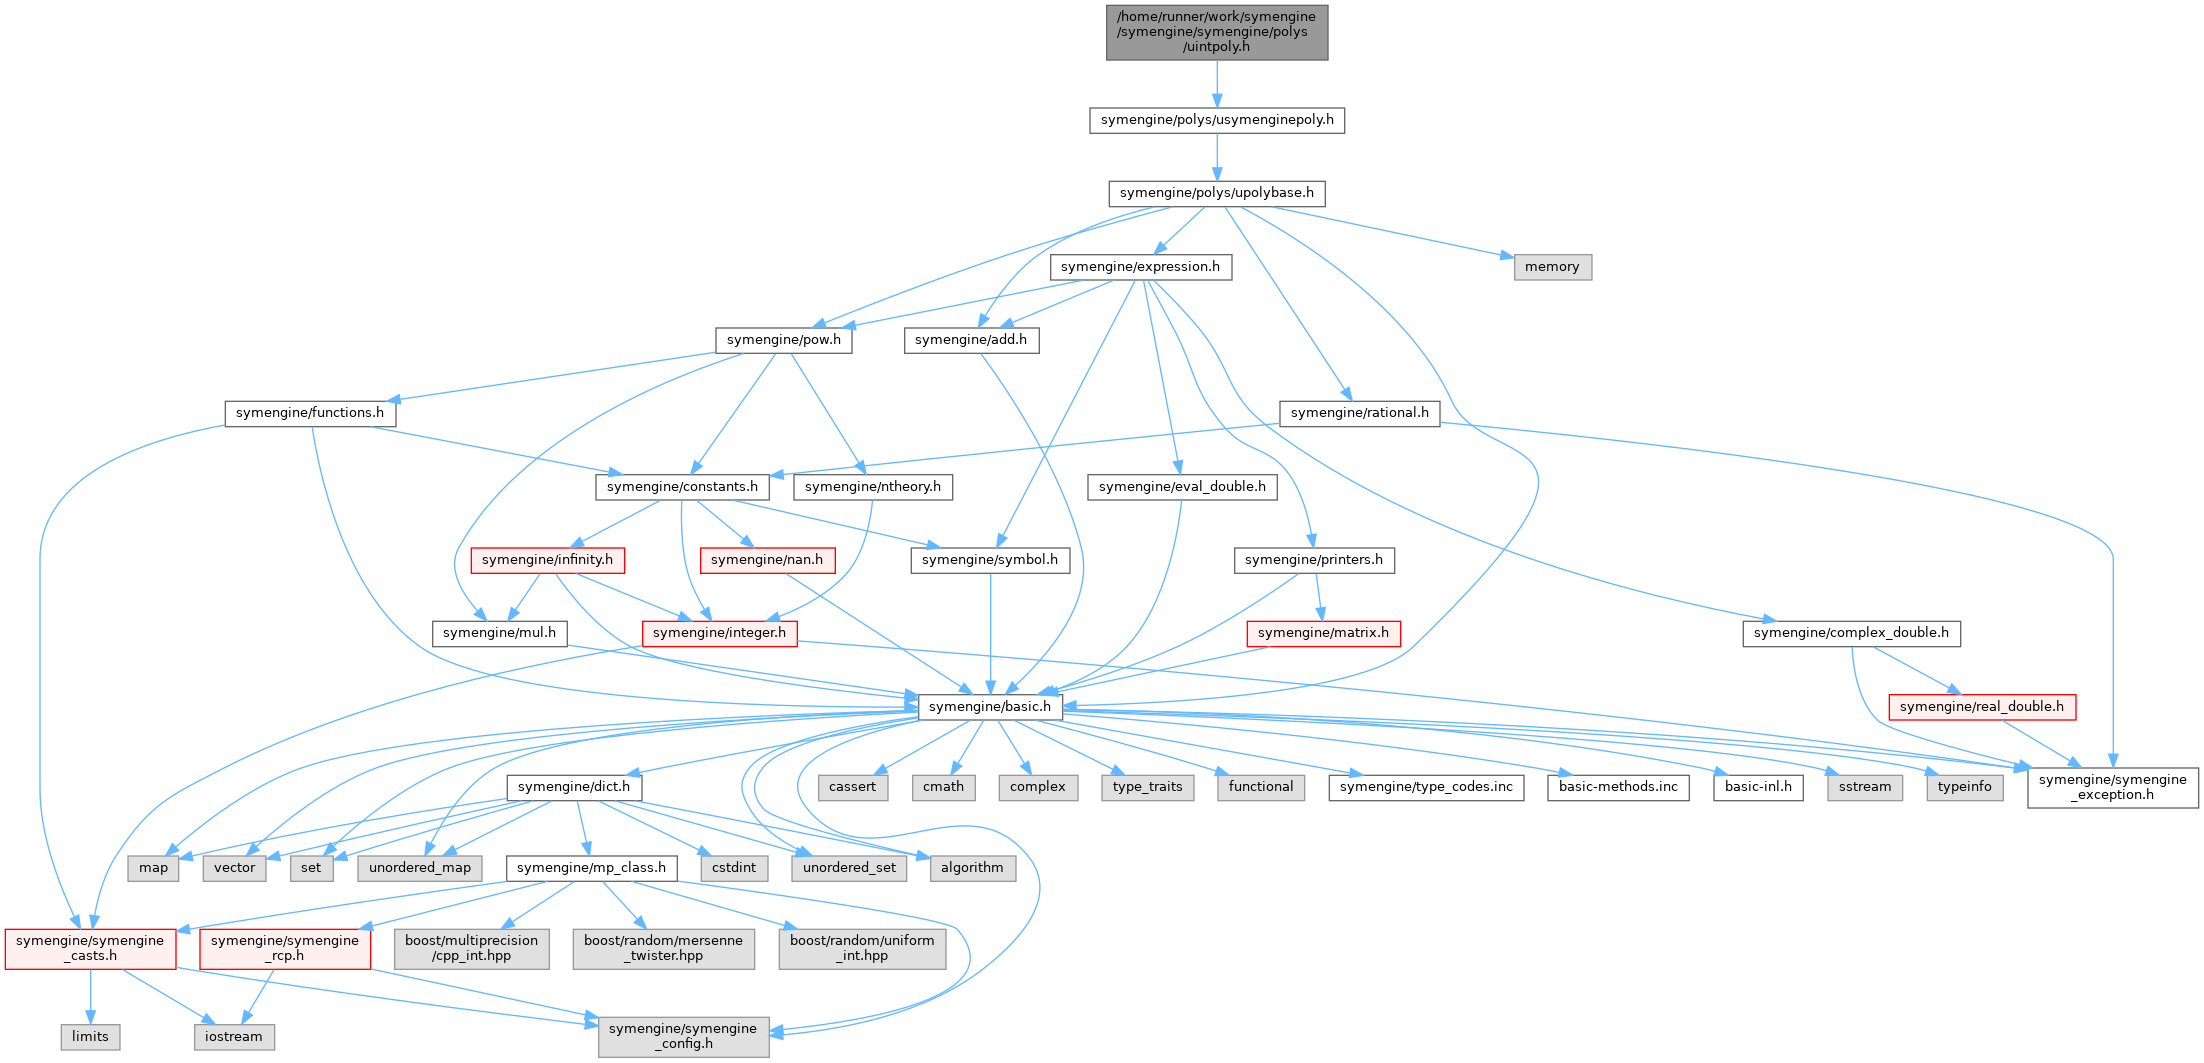 /home/runner/work/symengine
/symengine/symengine/polys
/uintpoly.h
symengine/polys/usymenginepoly.h
symengine/polys/upolybase.h
symengine/expression.h
memory
symengine/pow.h
symengine/add.h
symengine/functions.h
symengine/rational.h
symengine/constants.h
symengine/ntheory.h
symengine/eval_double.h
symengine/infinity.h
symengine/nan.h
symengine/symbol.h
symengine/printers.h
symengine/mul.h
symengine/integer.h
symengine/matrix.h
symengine/complex_double.h
symengine/basic.h
symengine/real_double.h
symengine/dict.h
cassert
cmath
complex
type_traits
functional
symengine/type_codes.inc
basic-methods.inc
basic-inl.h
sstream
typeinfo
symengine/symengine
_exception.h
map
vector
set
unordered_map
symengine/mp_class.h
cstdint
unordered_set
algorithm
symengine/symengine
_casts.h
symengine/symengine
_rcp.h
boost/multiprecision
/cpp_int.hpp
boost/random/mersenne
_twister.hpp
boost/random/uniform
_int.hpp
limits
iostream
symengine/symengine
_config.h